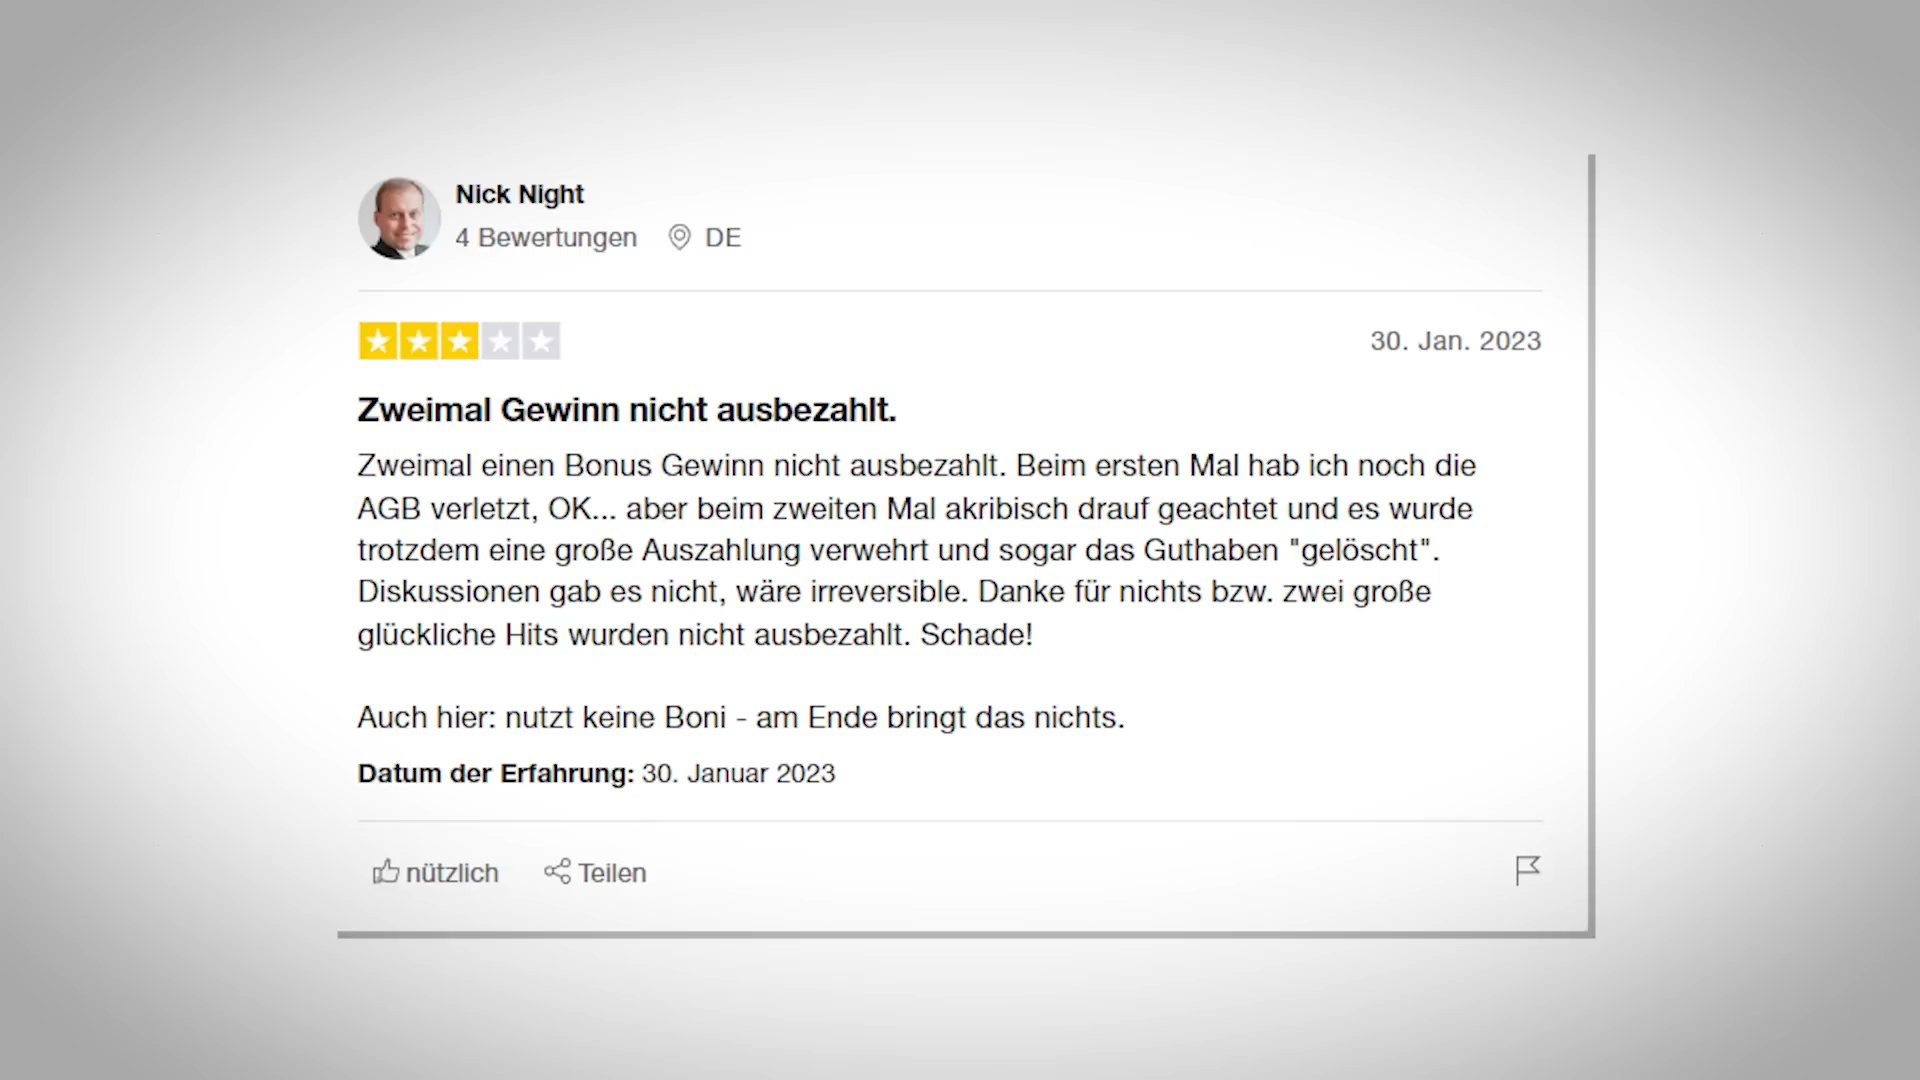 Nick Night
4 Bewertungen DE
30. Jan. 2023
Zweimal Gewinn nicht ausbezahlt.
Zweimal einen Bonus Gewinn nicht ausbezahlt. Beim ersten Mal hab ich noch die
AGB verletzt, OK... aber beim zweiten Mal akribisch drauf geachtet und es wurde
trotzdem eine große Auszahlung verwehrt und sogar das Guthaben "gelöscht".
Diskussionen gab es nicht, wäre irreversible. Danke für nichts bzw. zwei große
glückliche Hits wurden nicht ausbezahlt. Schade!
Auch hier: nutzt keine Boni - am Ende bringt das nichts.
Datum der Erfahrung: 30. Januar 2023
nützlich Teilen